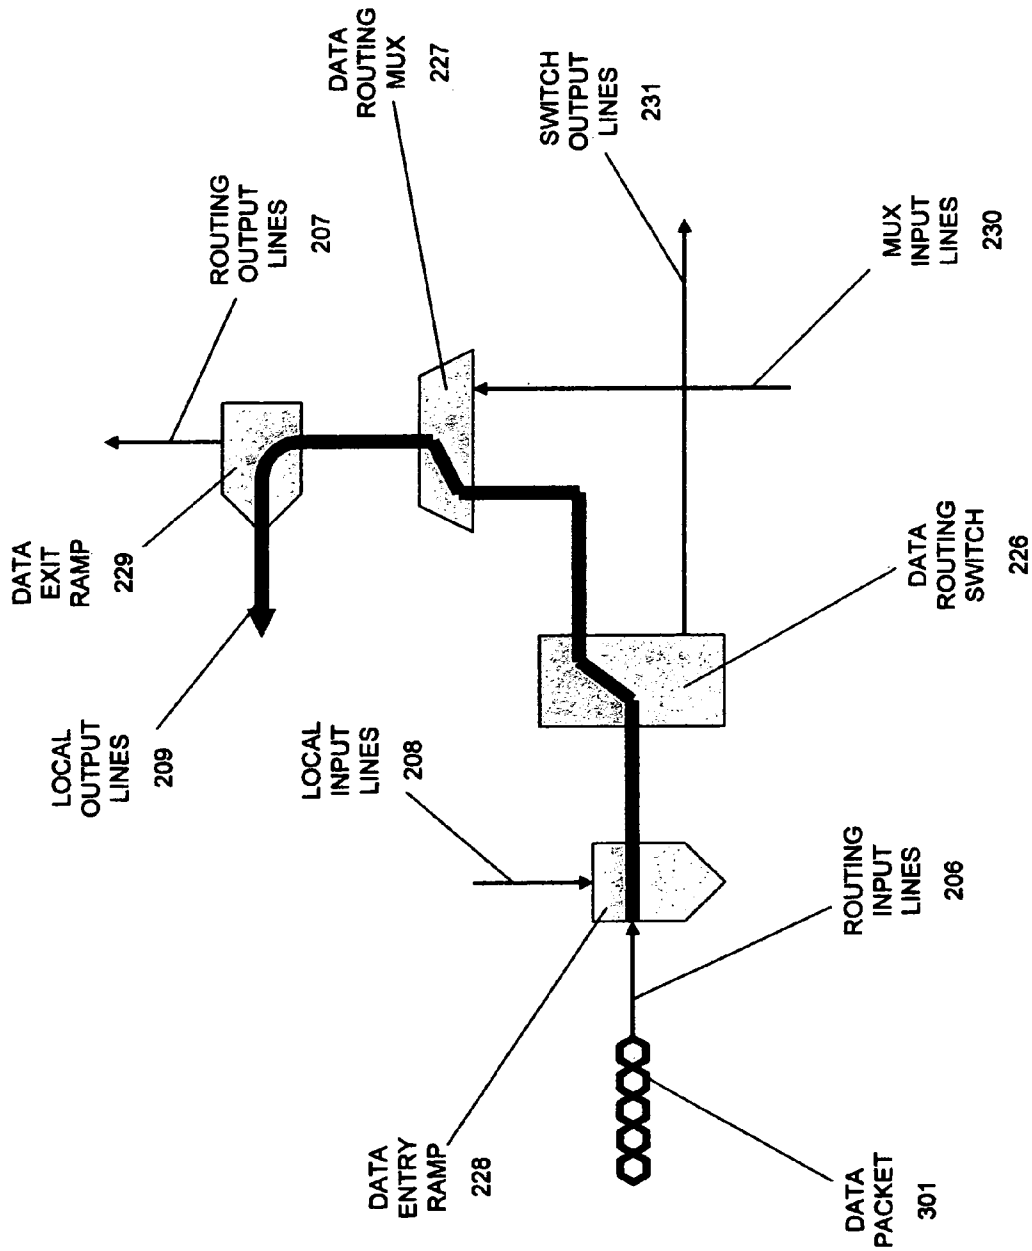 DATA
EXIT
RAMP
229
ROUTING
OUTPUT
LINES
207
DATA
ROUTING
MUX
227
LOCAL
OUTPUT
LINES
209
LOCAL
INPUT
LINES
208
SWITCH
OUTPUT
LINES
231
DATA
ENTRY
RAMP
228
DATA
PACKET
301
ROUTING
INPUT
LINES
206
DATA
ROUTING
SWITCH
226
MUX
INPUT
LINES
230